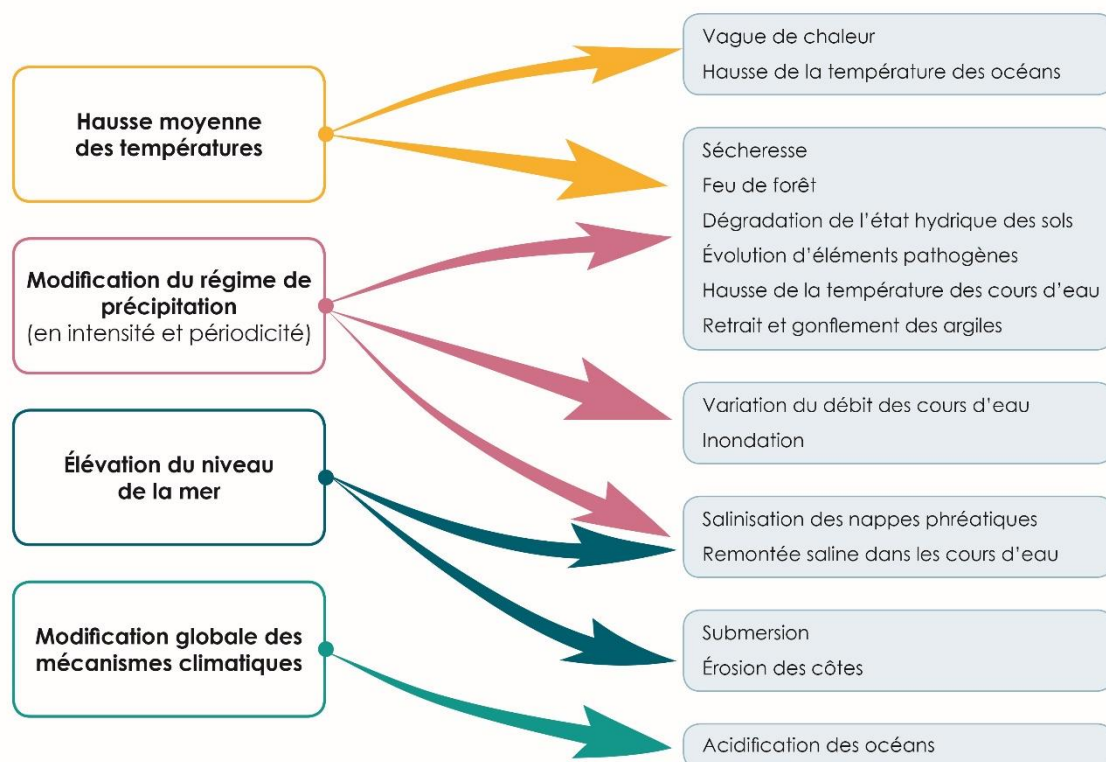 Hausse moyenne
des températures
Modification du régime de
précipitation
(en intensité et périodicité)
Élévation du niveau
de la mer
Modification globale des
mécanismes climatiques
Vague de chaleur
Hausse de la température des océans
Sécheresse
Feu de forêt
Dégradation de l'état hydrique des sols
Évolution d'éléments pathogènes
Hausse de la température des cours d'eau
Retrait et gonflement des argiles
Variation du débit des cours d'eau
Inondation
Salinisation des nappes phréatiques
Remontée saline dans les cours d'eau
Submersion
Érosion des côtes
Acidification des océans